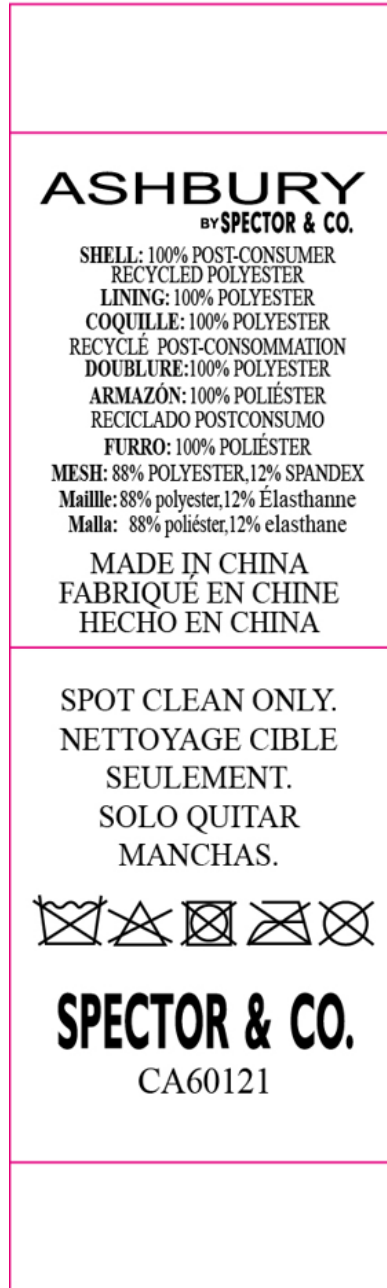 ASHBURY
BY SPECTOR & CO.
SHELL: 100% POST-CONSUMER
RECYCLED POLYESTER
LINING: 100% POLYESTER
COQUILLE: 100% POLYESTER
RECYCLÉ POST-CONSOMMATION
DOUBLURE:100% POLYESTER
ARMAZÓN: 100% POLIÉSTER
RECICLADO POSTCONSUMO
FURRO: 100% POLIÉSTER
MESH: 88% POLYESTER,12% SPANDEX
Maillle: 88% polyester,12% Élasthanne
Malla: 88% poliéster,12% elasthane
MADE IN CHINA
FABRIQUÉ EN CHINE
HECHO EN CHINA
SPOT CLEAN ONLY.
NETTOYAGE CIBLE
SEULEMENT.
SOLO QUITAR
MANCHAS.
SPECTOR & CO.
CA60121